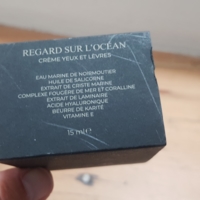 REGARD SUR L'OCÉAN
CRÈME YEUX ET LÈVRES
EAU MARINE DE NOIRMOUTIER
HUILE DE SALICORNE
EXTRAIT DE CRISTE MARINE
COMPLEXE FOUGÈRE DE MER ET CORALLINE
EXTRAIT DE LAMINAIRE
ACIDE HYALURONIQUE
BEURRE DE KARITÉ
VITAMINE E
15 ml ℮